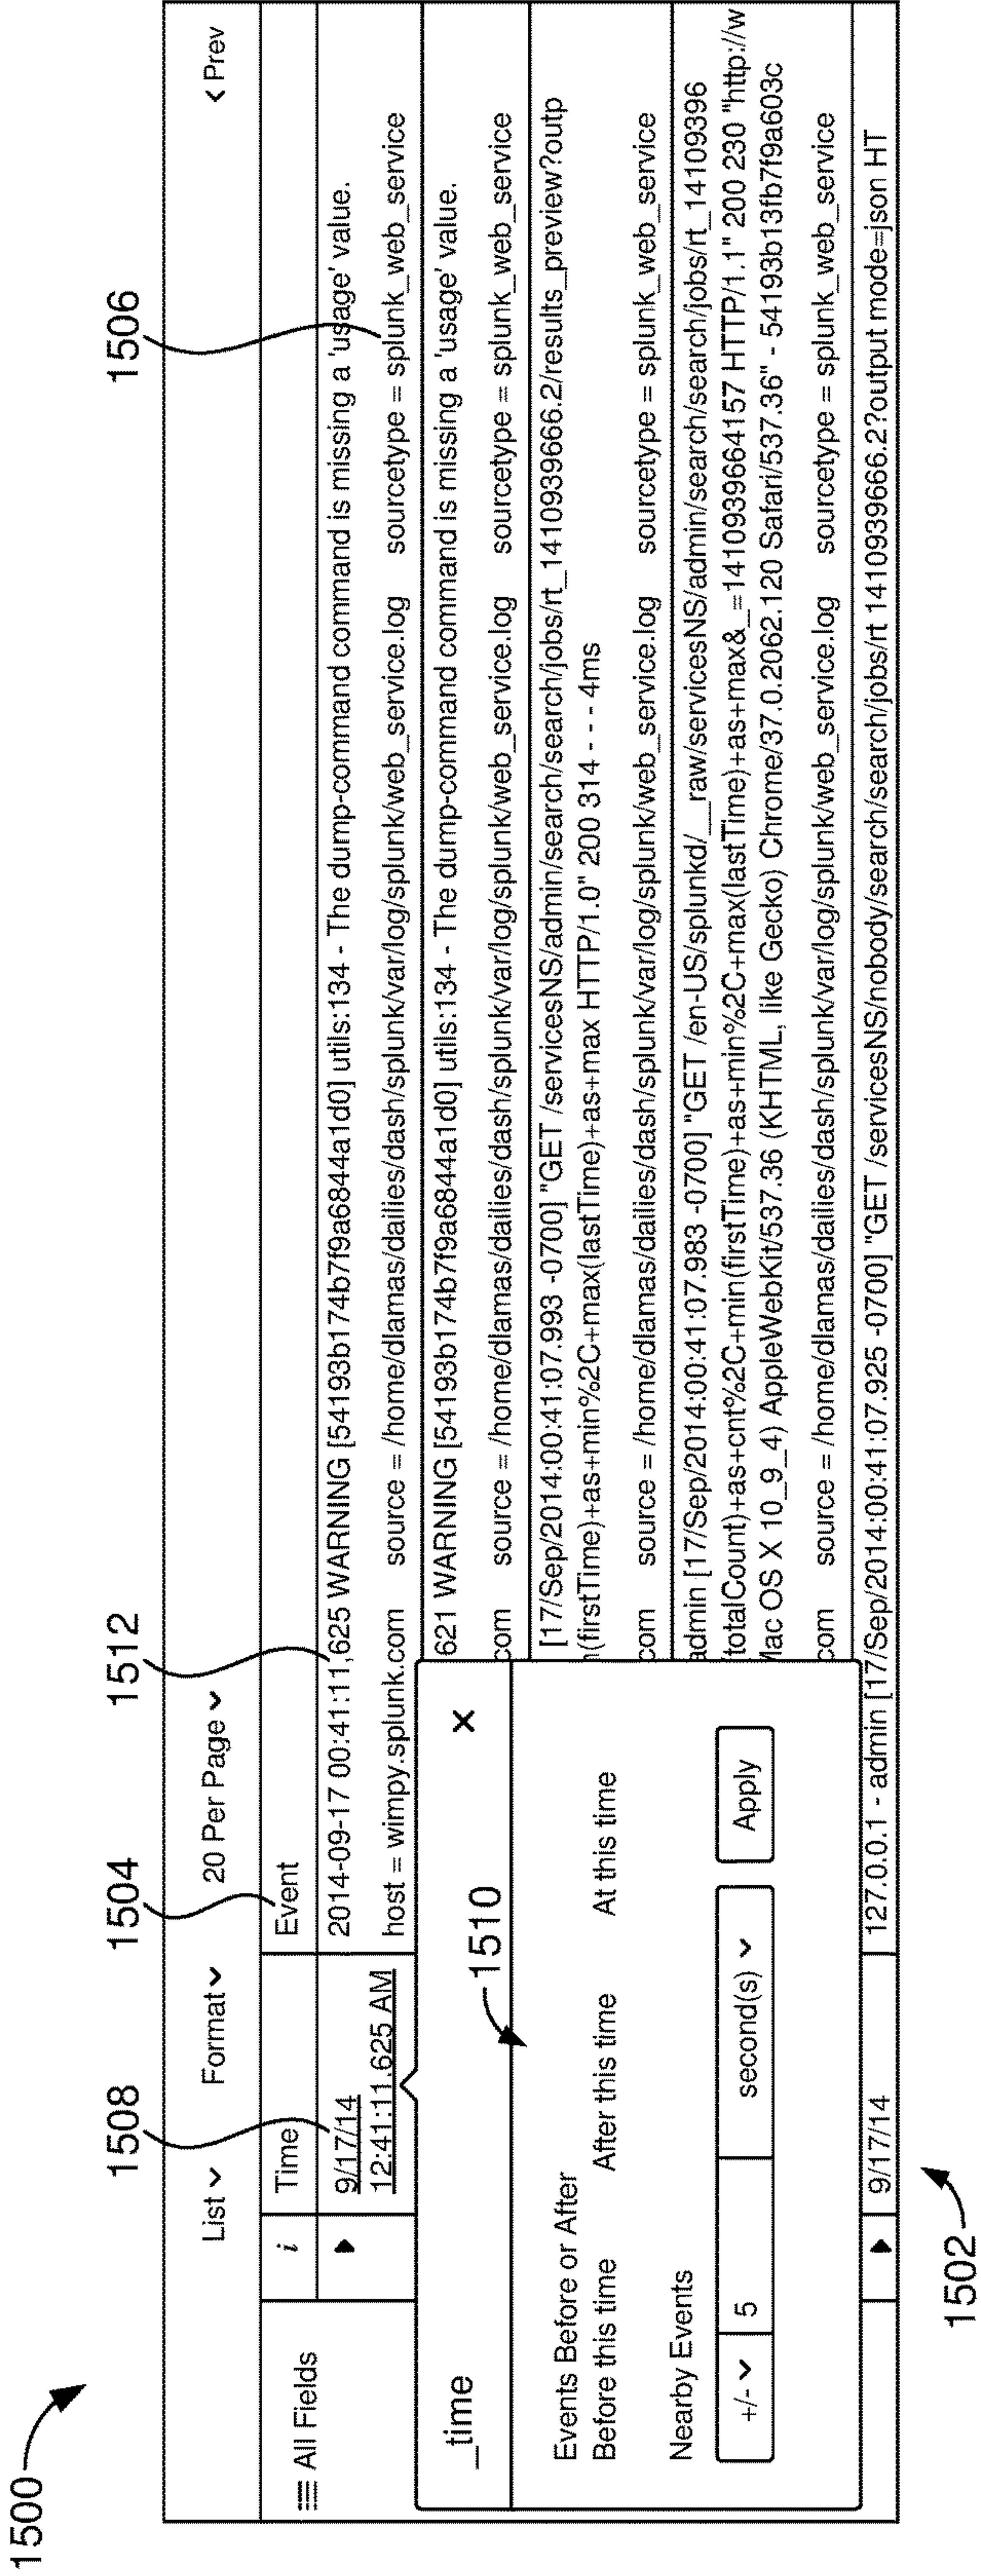 1500
1508
1504
1512
1506
List
Format
20 Per Page
< Prev
All Fields
i
Time
Event
9/17/14
12:41:11.625 AM
2014-09-17 00:41:11,625 WARNING [54193b174b7f9a6844a1d0] utils:134 - The dump-command command is missing a 'usage' value.
host = wimpy.splunk.com source = /home/dlamas/dailies/dash/splunk/var/log/splunk/web_service.log sourcetype = splunk_web_service
621 WARNING [54193b174b7f9a6844a1d0] utils:134 - The dump-command command is missing a 'usage' value.
com source = /home/dlamas/dailies/dash/splunk/var/log/splunk/web_service.log sourcetype = splunk_web_service
[17/Sep/2014:00:41:07.993 -0700] "GET /servicesNS/admin/search/search/jobs/rt_1410939666.2/results_preview?outp
(firstTime)+as+min%2C+max(lastTime)+as+max HTTP/1.0" 200 314 - - - 4ms
com source = /home/dlamas/dailies/dash/splunk/var/log/splunk/web_service.log sourcetype = splunk_web_service
admin [17/Sep/2014:00:41:07.983 -0700] "GET /en-US/splunkd/__raw/servicesNS/admin/search/search/jobs/rt_14109396
totalCount)+as+cnt%2C+min(firstTime)+as+min%2C+max(lastTime)+as+max&_=1410939664157 HTTP/1.1" 200 230 "http://w
Mac OS X 10_9_4) AppleWebKit/537.36 (KHTML, like Gecko) Chrome/37.0.2062.120 Safari/537.36" - 54193b13fb7f9a603c
com source = /home/dlamas/dailies/dash/splunk/var/log/splunk/web_service.log sourcetype = splunk_web_service
_time
×
1510
Events Before or After
Before this time After this time At this time
Nearby Events
+/- 5 second(s) Apply
9/17/14
127.0.0.1 - admin [17/Sep/2014:00:41:07.925 -0700] "GET /servicesNS/nobody/search/search/jobs/rt 1410939666.2?output mode=json HT
1502